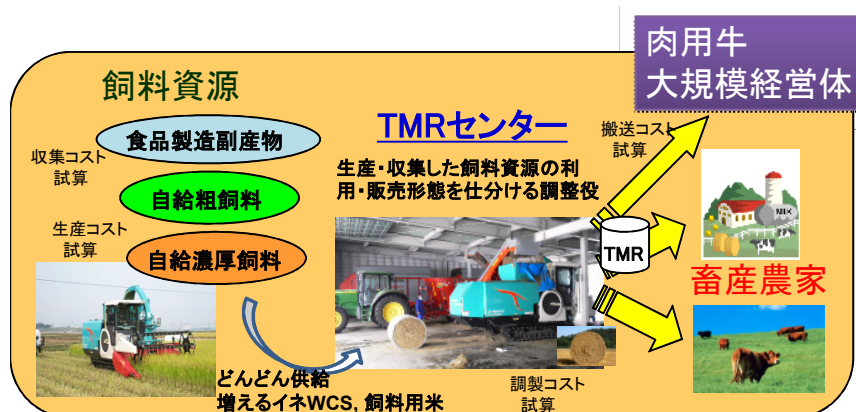 肉用牛
大規模経営体
飼料資源
食品製造副産物
収集コスト
試算
自給粗飼料
生産コスト
試算
自給濃厚飼料
TMRセンター
生産・収集した飼料資源の利
用・販売形態を仕分ける調整役
搬送コスト
試算
MILK
TMR
畜産農家
どんどん供給
増えるイネWCS, 飼料用米
調製コスト
試算